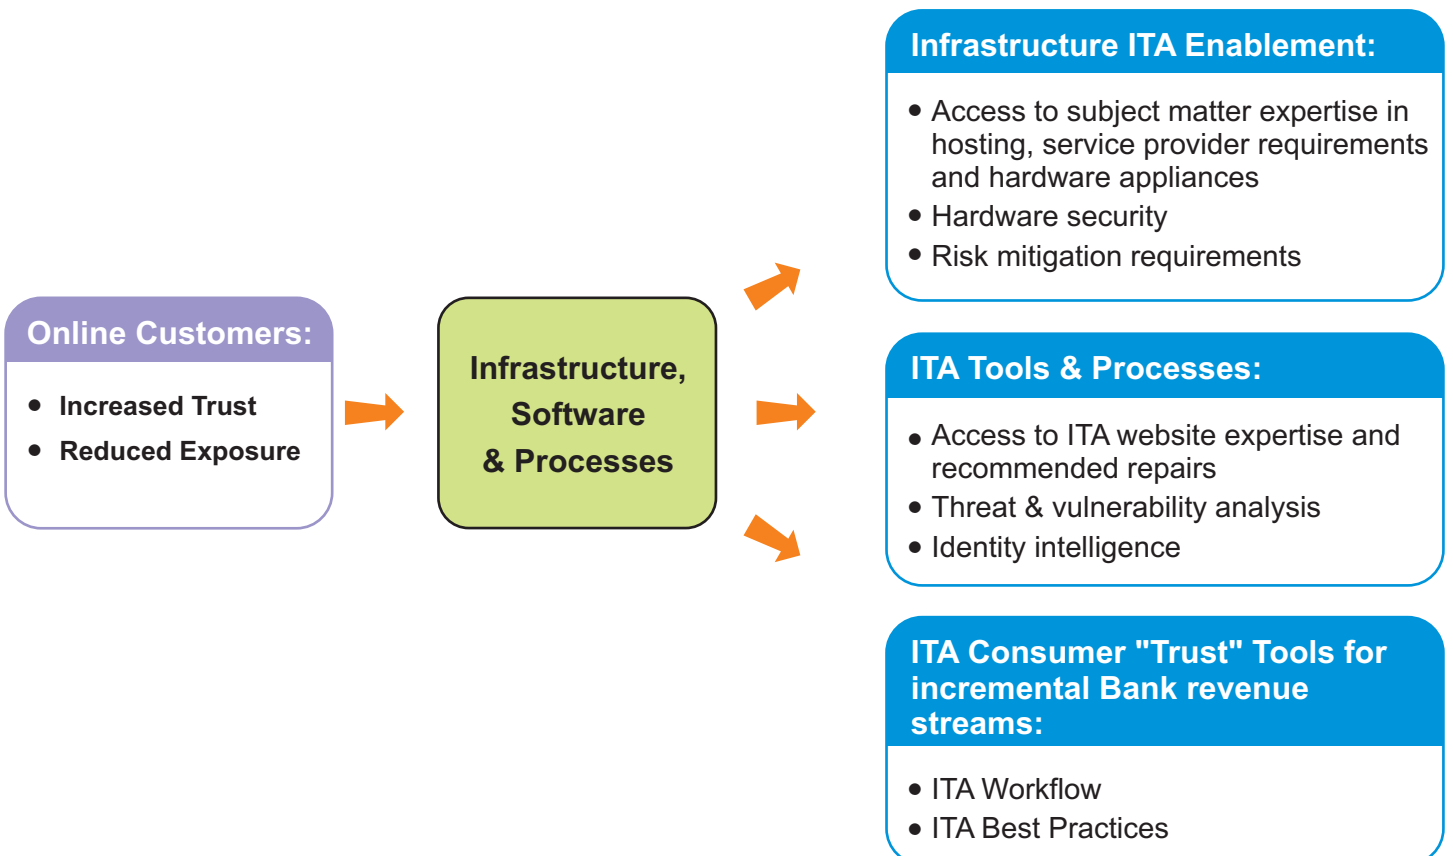 Online Customers:
• Increased Trust
• Reduced Exposure
Infrastructure,
Software
& Processes
Infrastructure ITA Enablement:
• Access to subject matter expertise in
hosting, service provider requirements
and hardware appliances
• Hardware security
• Risk mitigation requirements
ITA Tools & Processes:
• Access to ITA website expertise and
recommended repairs
• Threat & vulnerability analysis
• Identity intelligence
ITA Consumer "Trust" Tools for
incremental Bank revenue
streams:
• ITA Workflow
• ITA Best Practices